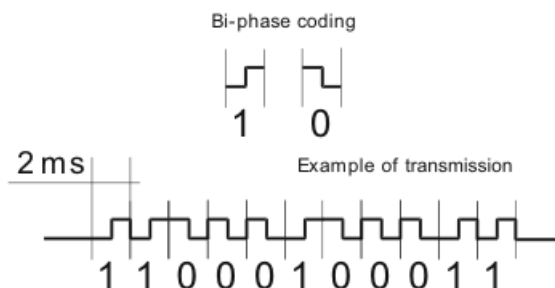 Bi-phase coding
1 0
2 ms
Example of transmission
1 1 0 0 0 1 0 0 0 1 1